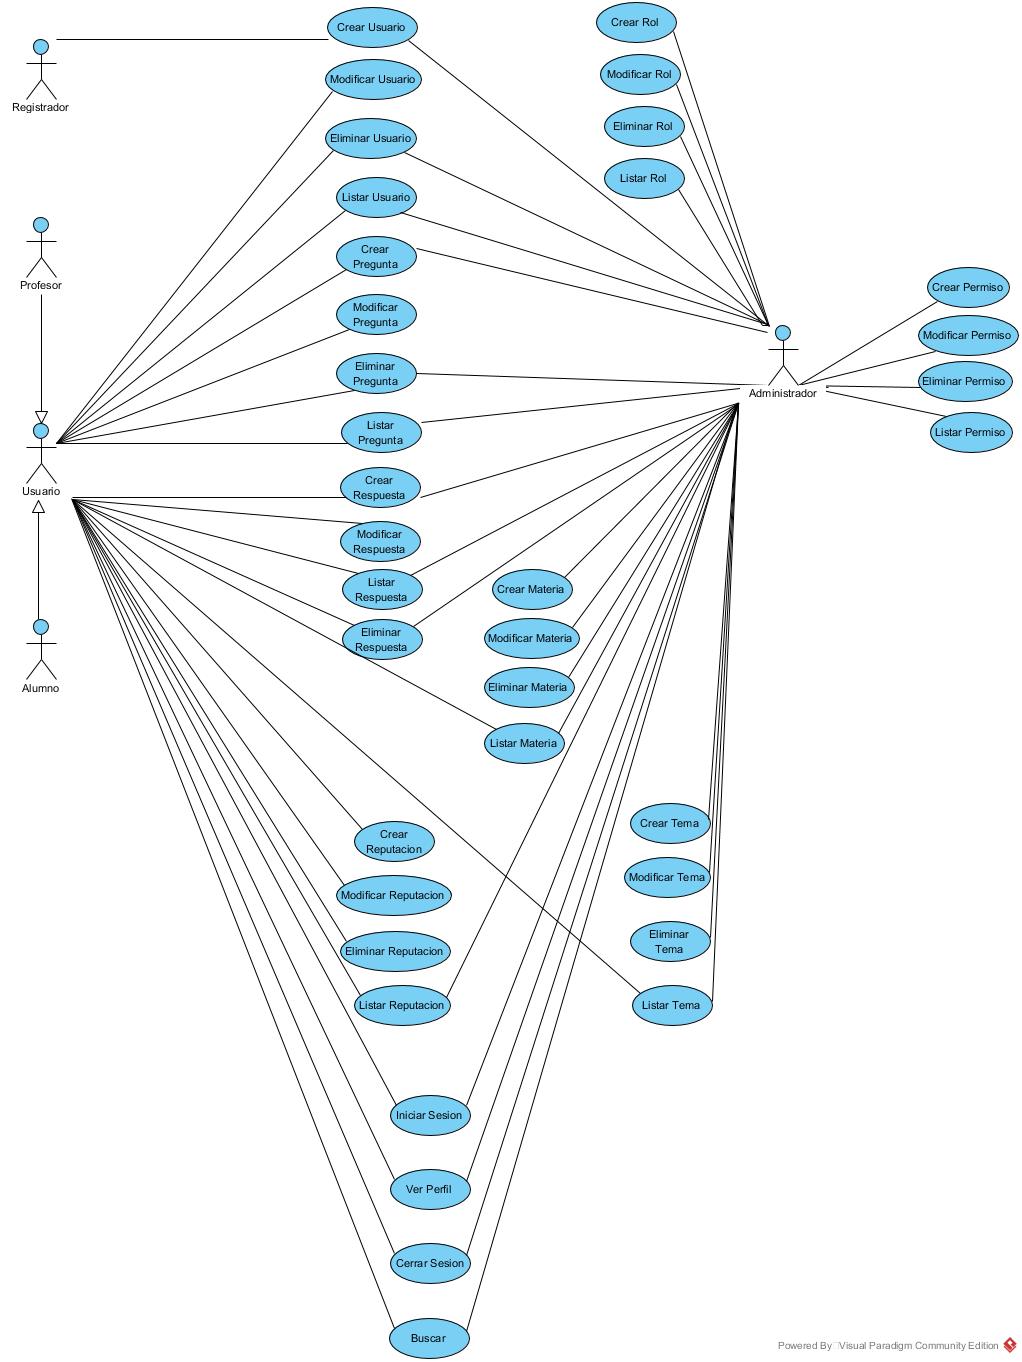 Crear Usuario
Crear Rol
Registrador
Modificar Usuario
Modificar Rol
Eliminar Usuario
Eliminar Rol
Listar Usuario
Listar Rol
Profesor
Crear
Pregunta
Crear Permiso
Modificar
Pregunta
Modificar Permiso
Eliminar
Pregunta
Eliminar Permiso
Administrador
Listar
Pregunta
Listar Permiso
Usuario
Crear
Respuesta
Modificar
Respuesta
Listar
Respuesta
Crear Materia
Eliminar
Respuesta
Modificar Materia
Alumno
Eliminar Materia
Listar Materia
Crear
Reputacion
Crear Tema
Modificar Reputacion
Modificar Tema
Eliminar Reputacion
Eliminar
Tema
Listar Reputacion
Listar Tema
Iniciar Sesion
Ver Perfil
Cerrar Sesion
Buscar
Powered By Visual Paradigm Community Edition